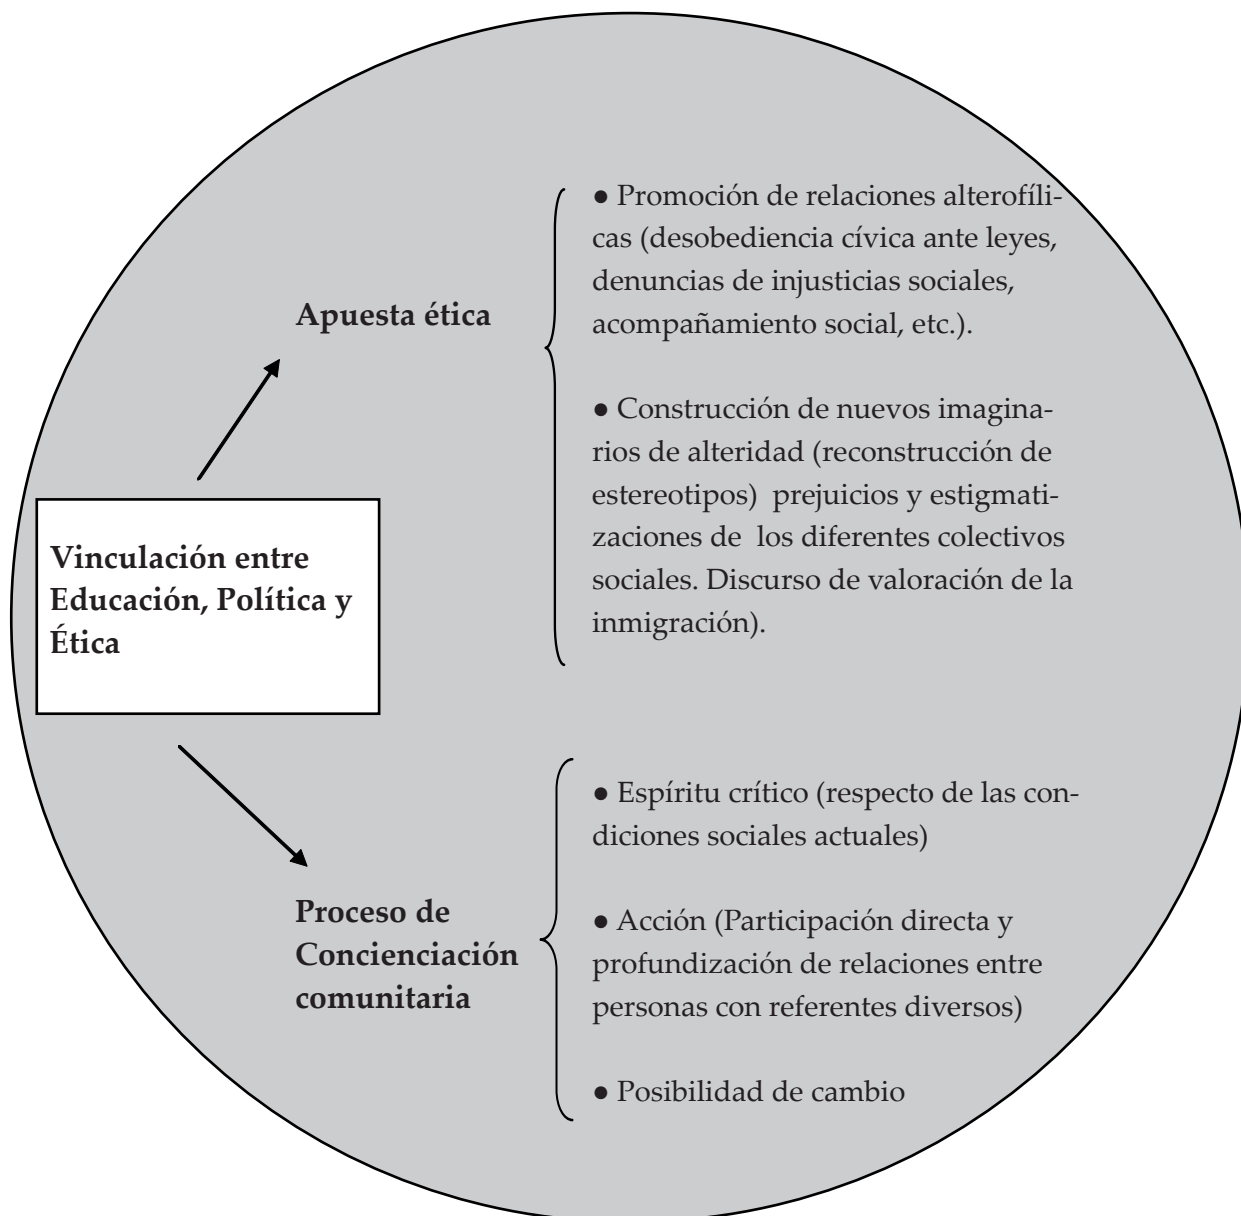 Vinculación entre
Educación, Política y
Ética
Apuesta ética
● Promoción de relaciones alterofíli-
cas (desobediencia cívica ante leyes,
denuncias de injusticias sociales,
acompañamiento social, etc.).
● Construcción de nuevos imagina-
rios de alteridad (reconstrucción de
estereotipos)  prejuicios y estigmati-
zaciones de  los diferentes colectivos
sociales. Discurso de valoración de la
inmigración).
Proceso de
Concienciación
comunitaria
● Espíritu crítico (respecto de las con-
diciones sociales actuales)
● Acción (Participación directa y
profundización de relaciones entre
personas con referentes diversos)
● Posibilidad de cambio